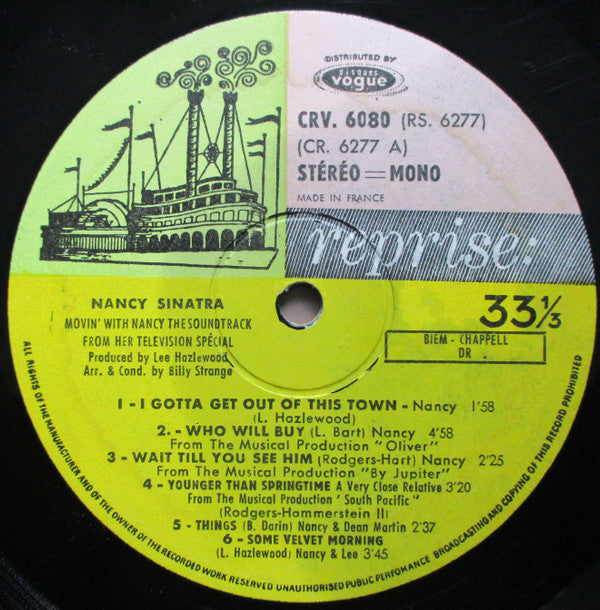 DISTRIBUTED BY
disques
vogue
CRV. 6080 (RS. 6277)
(CR. 6277 A)
STÉRÉO = MONO
MADE IN FRANCE
reprise:
NANCY SINATRA
MOVIN' WITH NANCY THE SOUNDTRACK
FROM HER TELEVISION SPÉCIAL
Produced by Lee Hazlewood
Arr. & Cond. by Billy Strange
33 1/3
BIEM - CHAPPELL
DR
1 - I GOTTA GET OUT OF THIS TOWN - Nancy 1'58
(L. Hazlewood)
2. - WHO WILL BUY (L. Bart) Nancy 4'58
From The Musical Production "Oliver"
3 - WAIT TILL YOU SEE HIM (Rodgers-Hart) Nancy 2'25
From The Musical Production "By Jupiter"
4 - YOUNGER THAN SPRINGTIME A Very Close Relative 3'20
From The Musical Production ' South Pacific "
(Rodgers-Hammerstein II)
5 - THINGS (B. Darin) Nancy & Dean Martin 2'37
6 - SOME VELVET MORNING
(L. Hazlewood) Nancy & Lee 3'45
ALL RIGHTS OF THE MANUFACTURER AND OF THE OWNER OF THE RECORDED WORK RESERVED UNAUTHORISED PUBLIC PERFOMANCE BROADCASTING AND COPYING OF THIS RECORD PROHIBITED